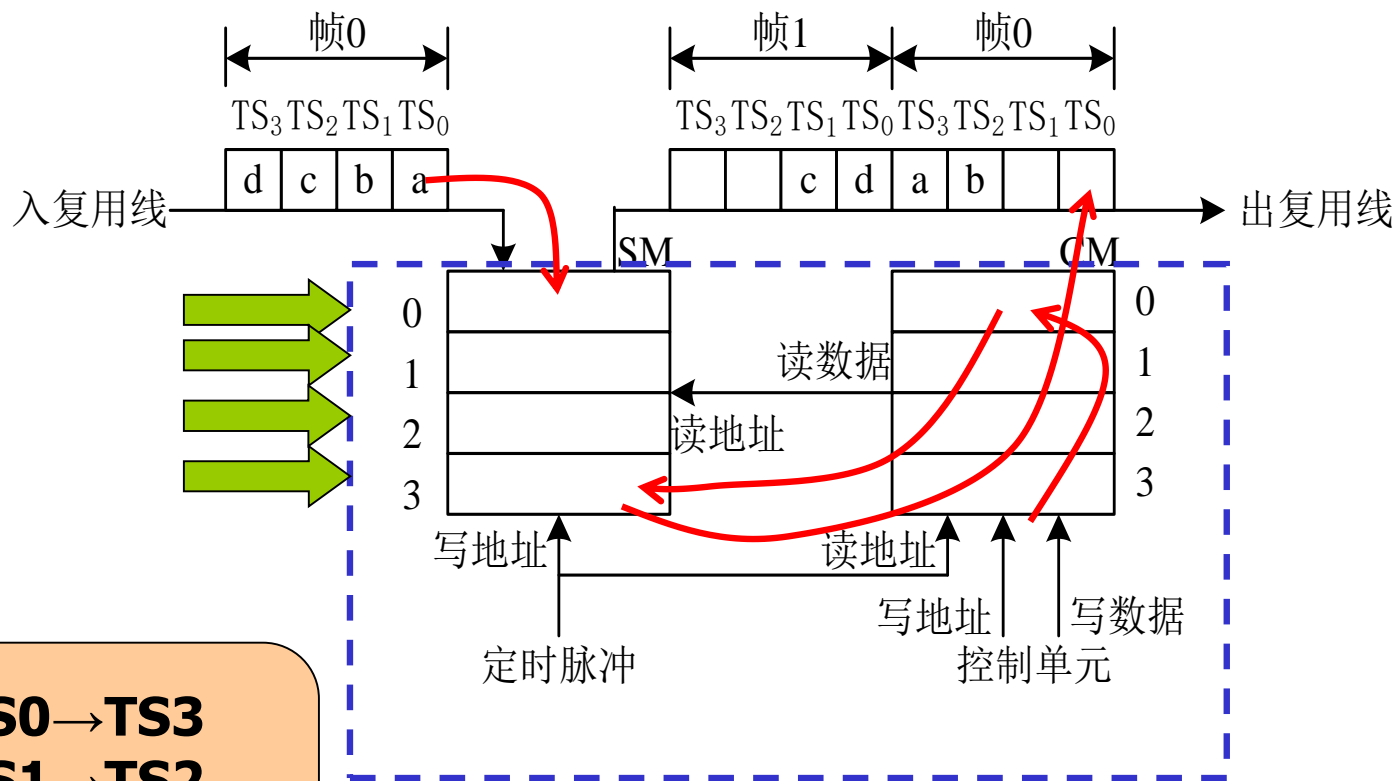 帧0 帧1 帧0
TS₃ TS₂ TS₁ TS₀ TS₃ TS₂ TS₁ TS₀ TS₃ TS₂ TS₁ TS₀
d c b a c d a b
入复用线 出复用线
SM CM
0 0
1 读数据 1
2 读地址 2
3 3
写地址 读地址
写地址 写数据
定时脉冲 控制单元
S0→TS3
S1→TS2